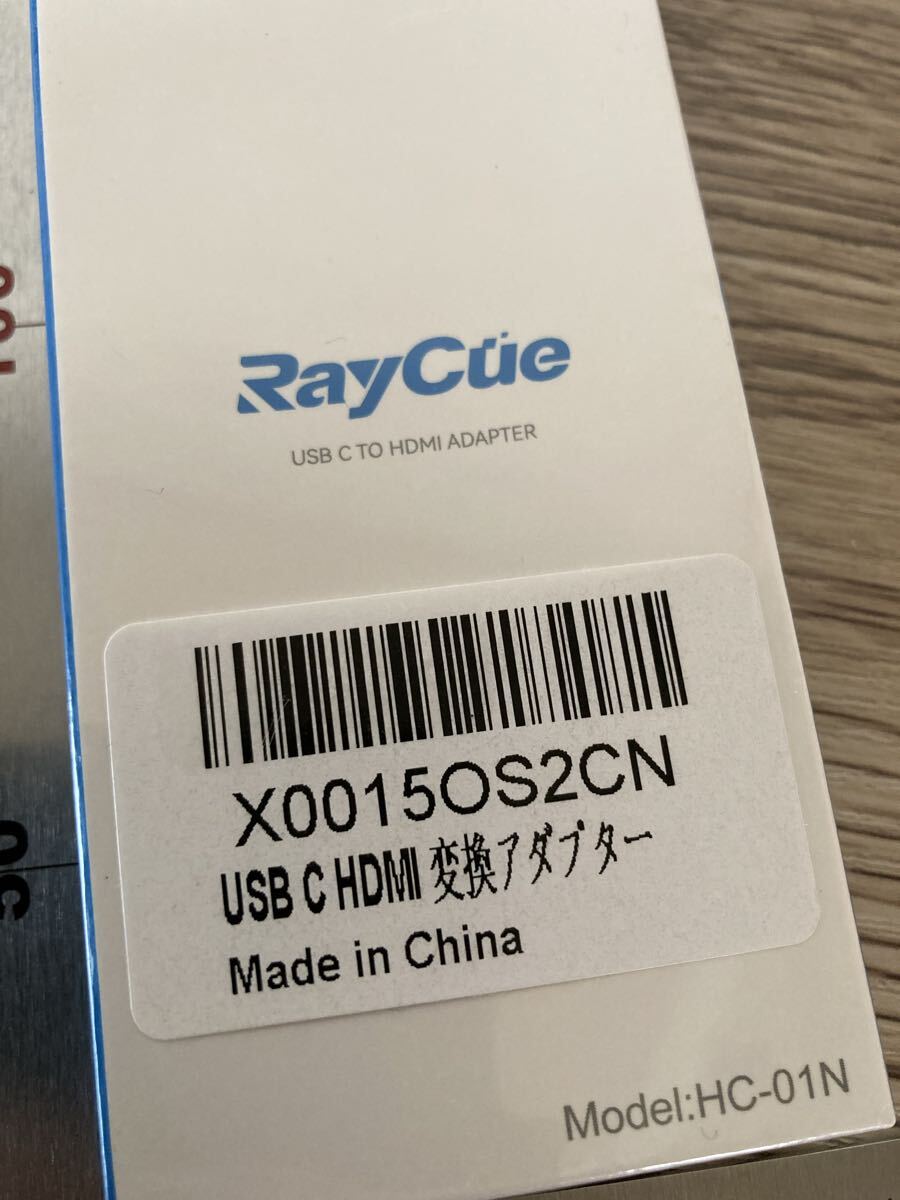 RayCue
USB C TO HDMI ADAPTER
X0015OS2CN
USB C HDMI 変換アダプター
Made in China
Model:HC-01N